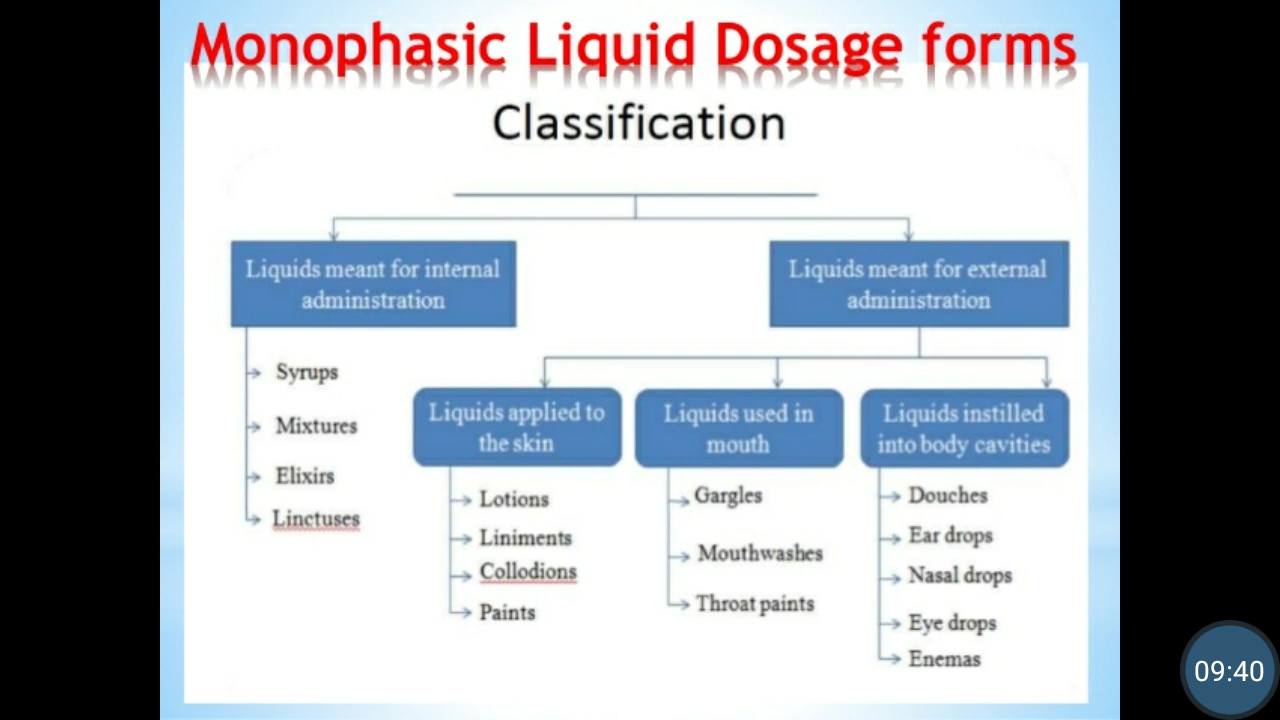 Monophasic Liquid Dosage forms
Classification
Liquids meant for internal
administration
Syrups
Mixtures
Elixirs
Linctuses
Liquids meant for external
administration
Liquids applied to
the skin
Lotions
Liniments
Collodions
Paints
Liquids used in
mouth
Gargles
Mouthwashes
Throat paints
Liquids instilled
into body cavities
Douches
Ear drops
Nasal drops
Eye drops
Enemas
09:40